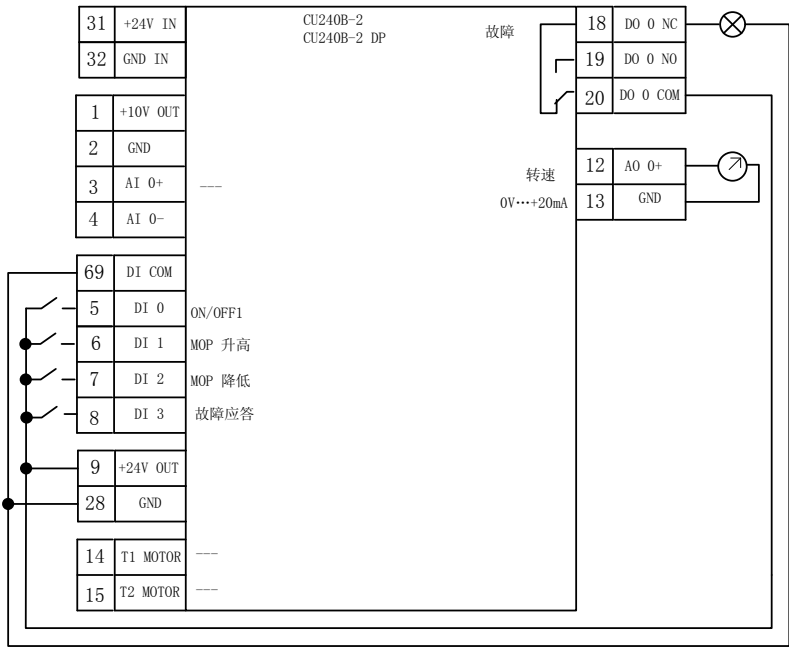 CU240B-2
CU240B-2 DP
31 +24V IN
32 GND IN
1 +10V OUT
2 GND
3 AI 0+ ---
4 AI 0-
69 DI COM
5 DI 0 ON/OFF1
6 DI 1 MOP 升高
7 DI 2 MOP 降低
8 DI 3 故障应答
9 +24V OUT
28 GND
14 T1 MOTOR ---
15 T2 MOTOR ---
故障
18 DO 0 NC
19 DO 0 NO
20 DO 0 COM
转速
0V…+20mA
12 AO 0+
13 GND